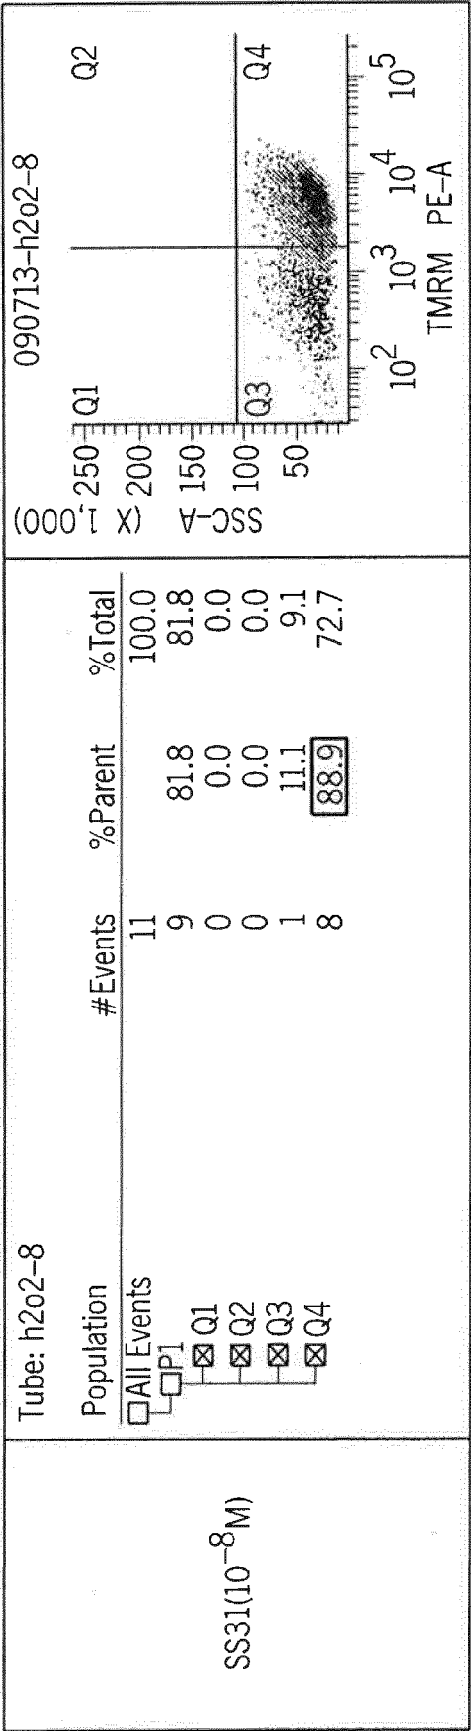 SS31(10⁻⁸M)
Tube: h2o2-8
Population #Events %Parent %Total
All Events 11 100.0
P1 9 81.8 81.8
Q1 0 0.0 0.0
Q2 0 0.0 0.0
Q3 1 11.1 9.1
Q4 8 88.9 72.7
090713-h2o2-8
SSC-A (X 1,000)
250
200
150
100
50
Q1 Q2
Q3 Q4
10² 10³ 10⁴ 10⁵
TMRM PE-A